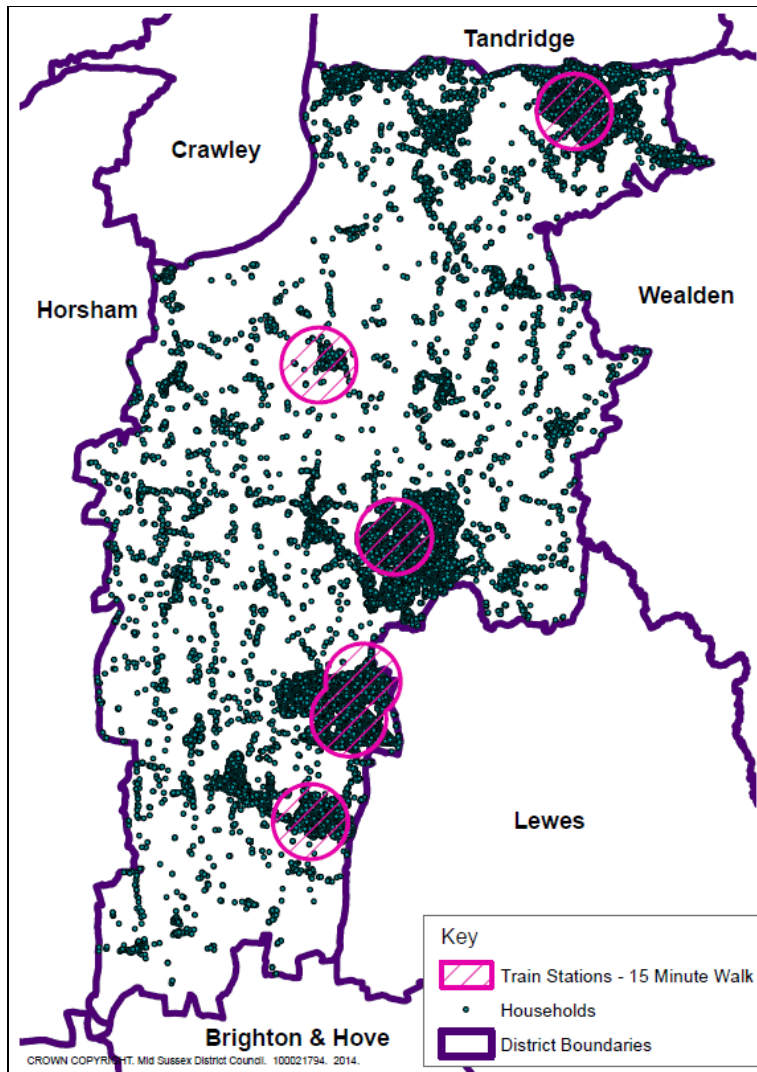 Tandridge
Crawley
Horsham
Wealden
Lewes
Key
Train Stations - 15 Minute Walk
Households
District Boundaries
Brighton & Hove
CROWN COPYRIGHT. Mid Sussex District Council. 100021794. 2014.